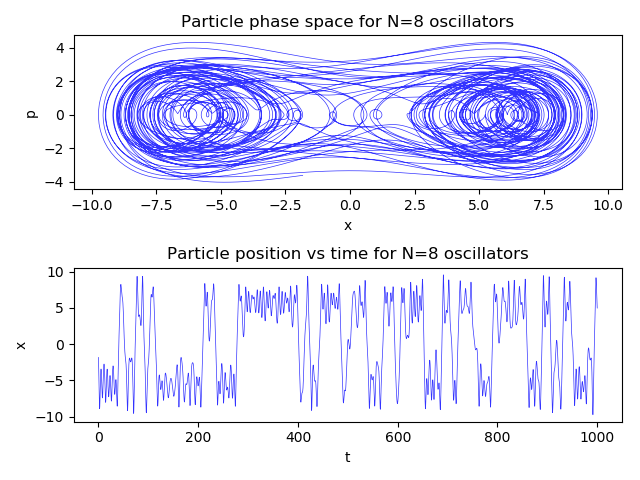 Particle phase space for N=8 oscillators
4
2
0
−2
−4
p
−10.0 −7.5 −5.0 −2.5 0.0 2.5 5.0 7.5 10.0
x
Particle position vs time for N=8 oscillators
10
5
0
−5
−10
x
0 200 400 600 800 1000
t